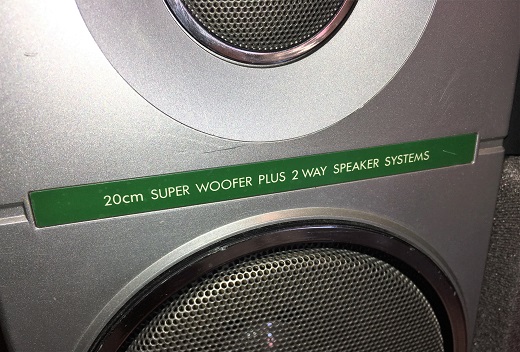 20cm SUPER WOOFER PLUS 2 WAY SPEAKER SYSTEMS